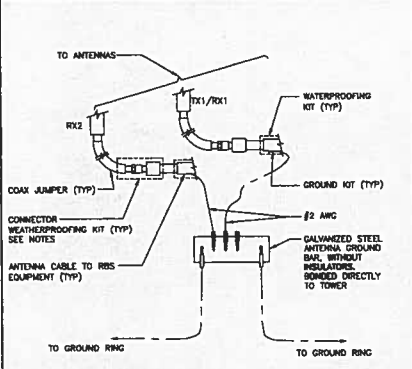 TO ANTENNAS
TX1/RX1
WATERPROOFING
KIT (TYP)
RX2
COAX JUMPER (TYP)
GROUND KIT (TYP)
CONNECTOR
WEATHERPROOFING KIT (TYP)
SEE NOTES
#2 AWG
ANTENNA CABLE TO RBS
EQUIPMENT (TYP)
GALVANIZED STEEL
ANTENNA GROUND
BAR, WITHOUT
INSULATORS,
BONDED DIRECTLY
TO TOWER
TO GROUND RING
TO GROUND RING